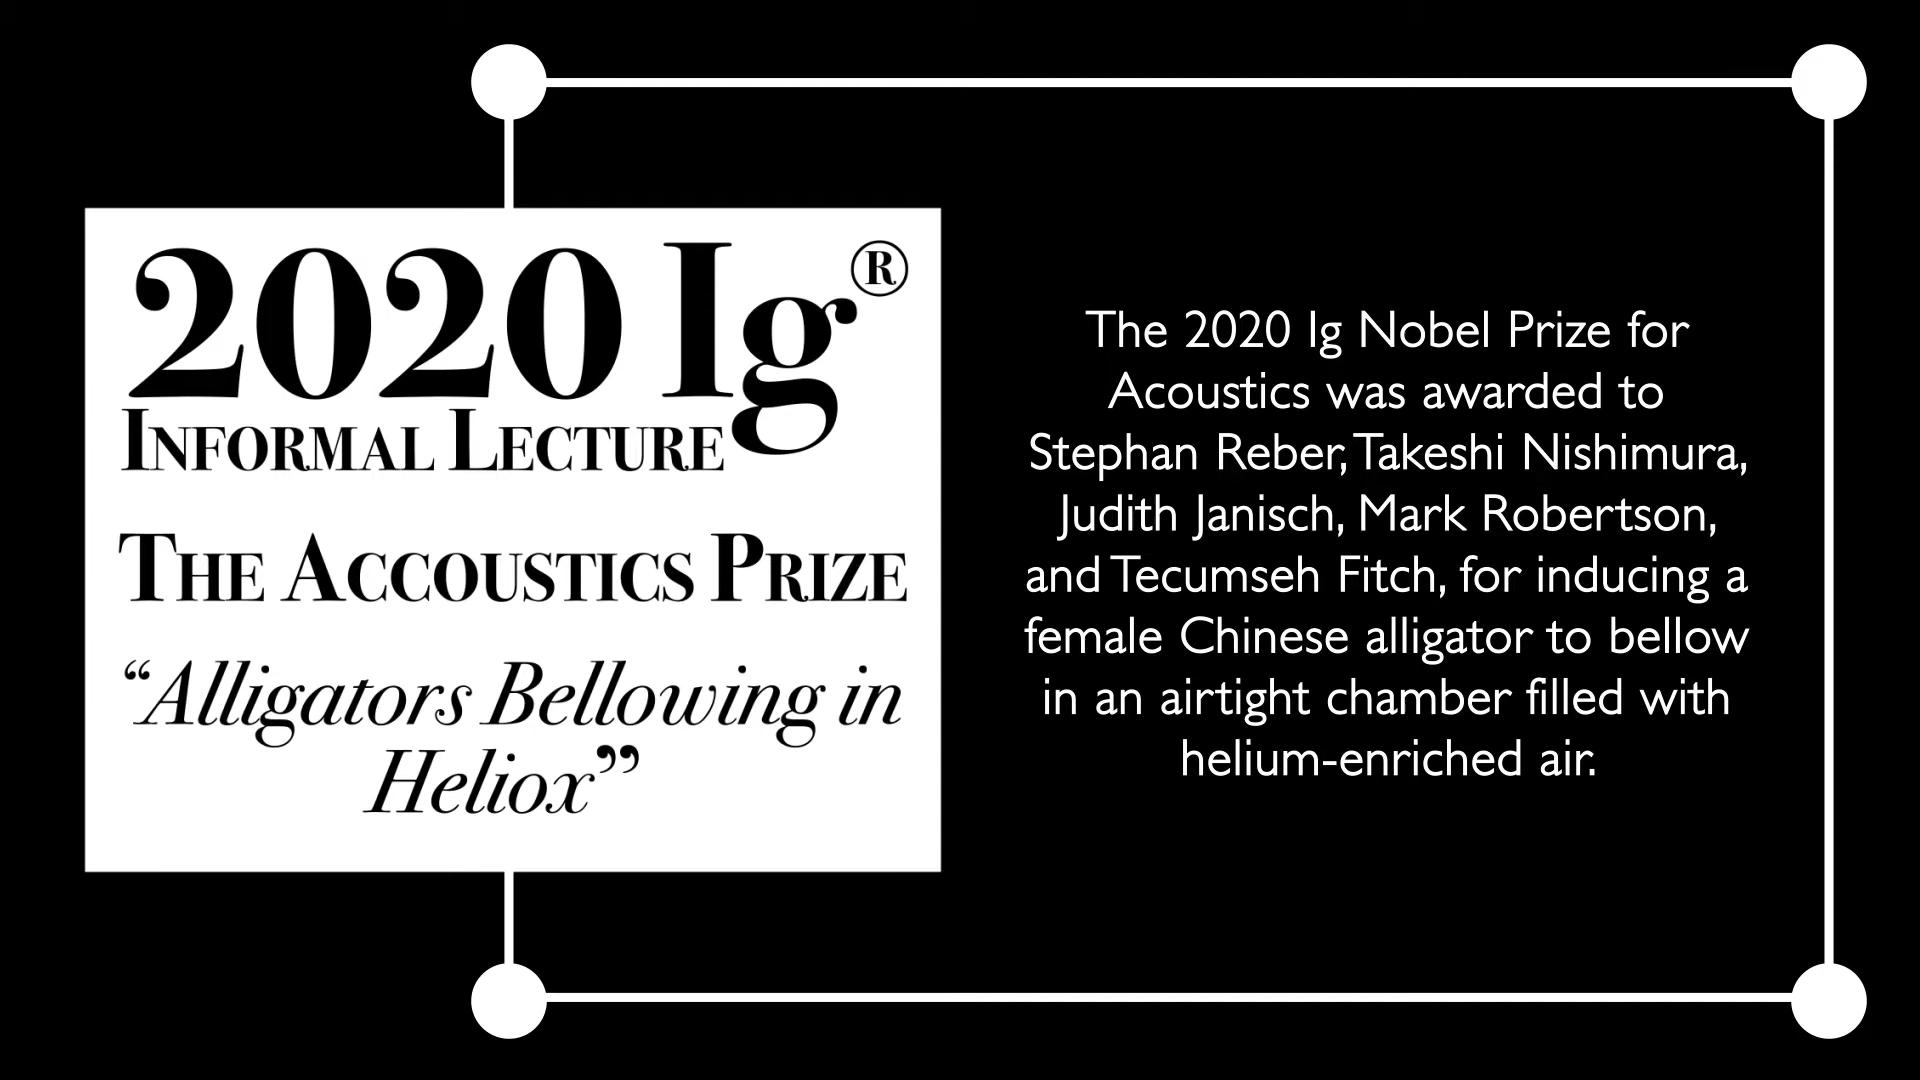 2020 Ig®
INFORMAL LECTURE
THE ACCOUSTICS PRIZE
“Alligators Bellowing in
Heliox”
The 2020 Ig Nobel Prize for
Acoustics was awarded to
Stephan Reber, Takeshi Nishimura,
Judith Janisch, Mark Robertson,
and Tecumseh Fitch, for inducing a
female Chinese alligator to bellow
in an airtight chamber filled with
helium-enriched air.